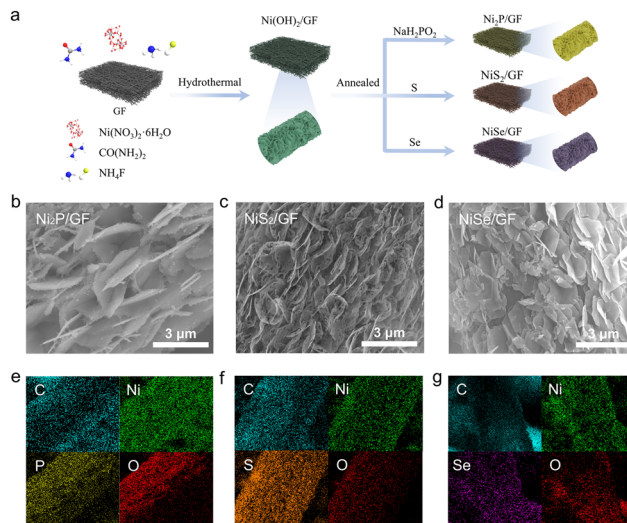 a
Ni(OH)₂/GF
Ni₂P/GF
NaH₂PO₂
Hydrothermal
Annealed
S
NiS₂/GF
GF
Ni(NO₃)₂·6H₂O
CO(NH₂)₂
NH₄F
Se
NiSe/GF
b
Ni₂P/GF
3 μm
c
NiS₂/GF
3 μm
d
NiSe/GF
3 μm
e
C
Ni
P
O
f
C
Ni
S
O
g
C
Ni
Se
O